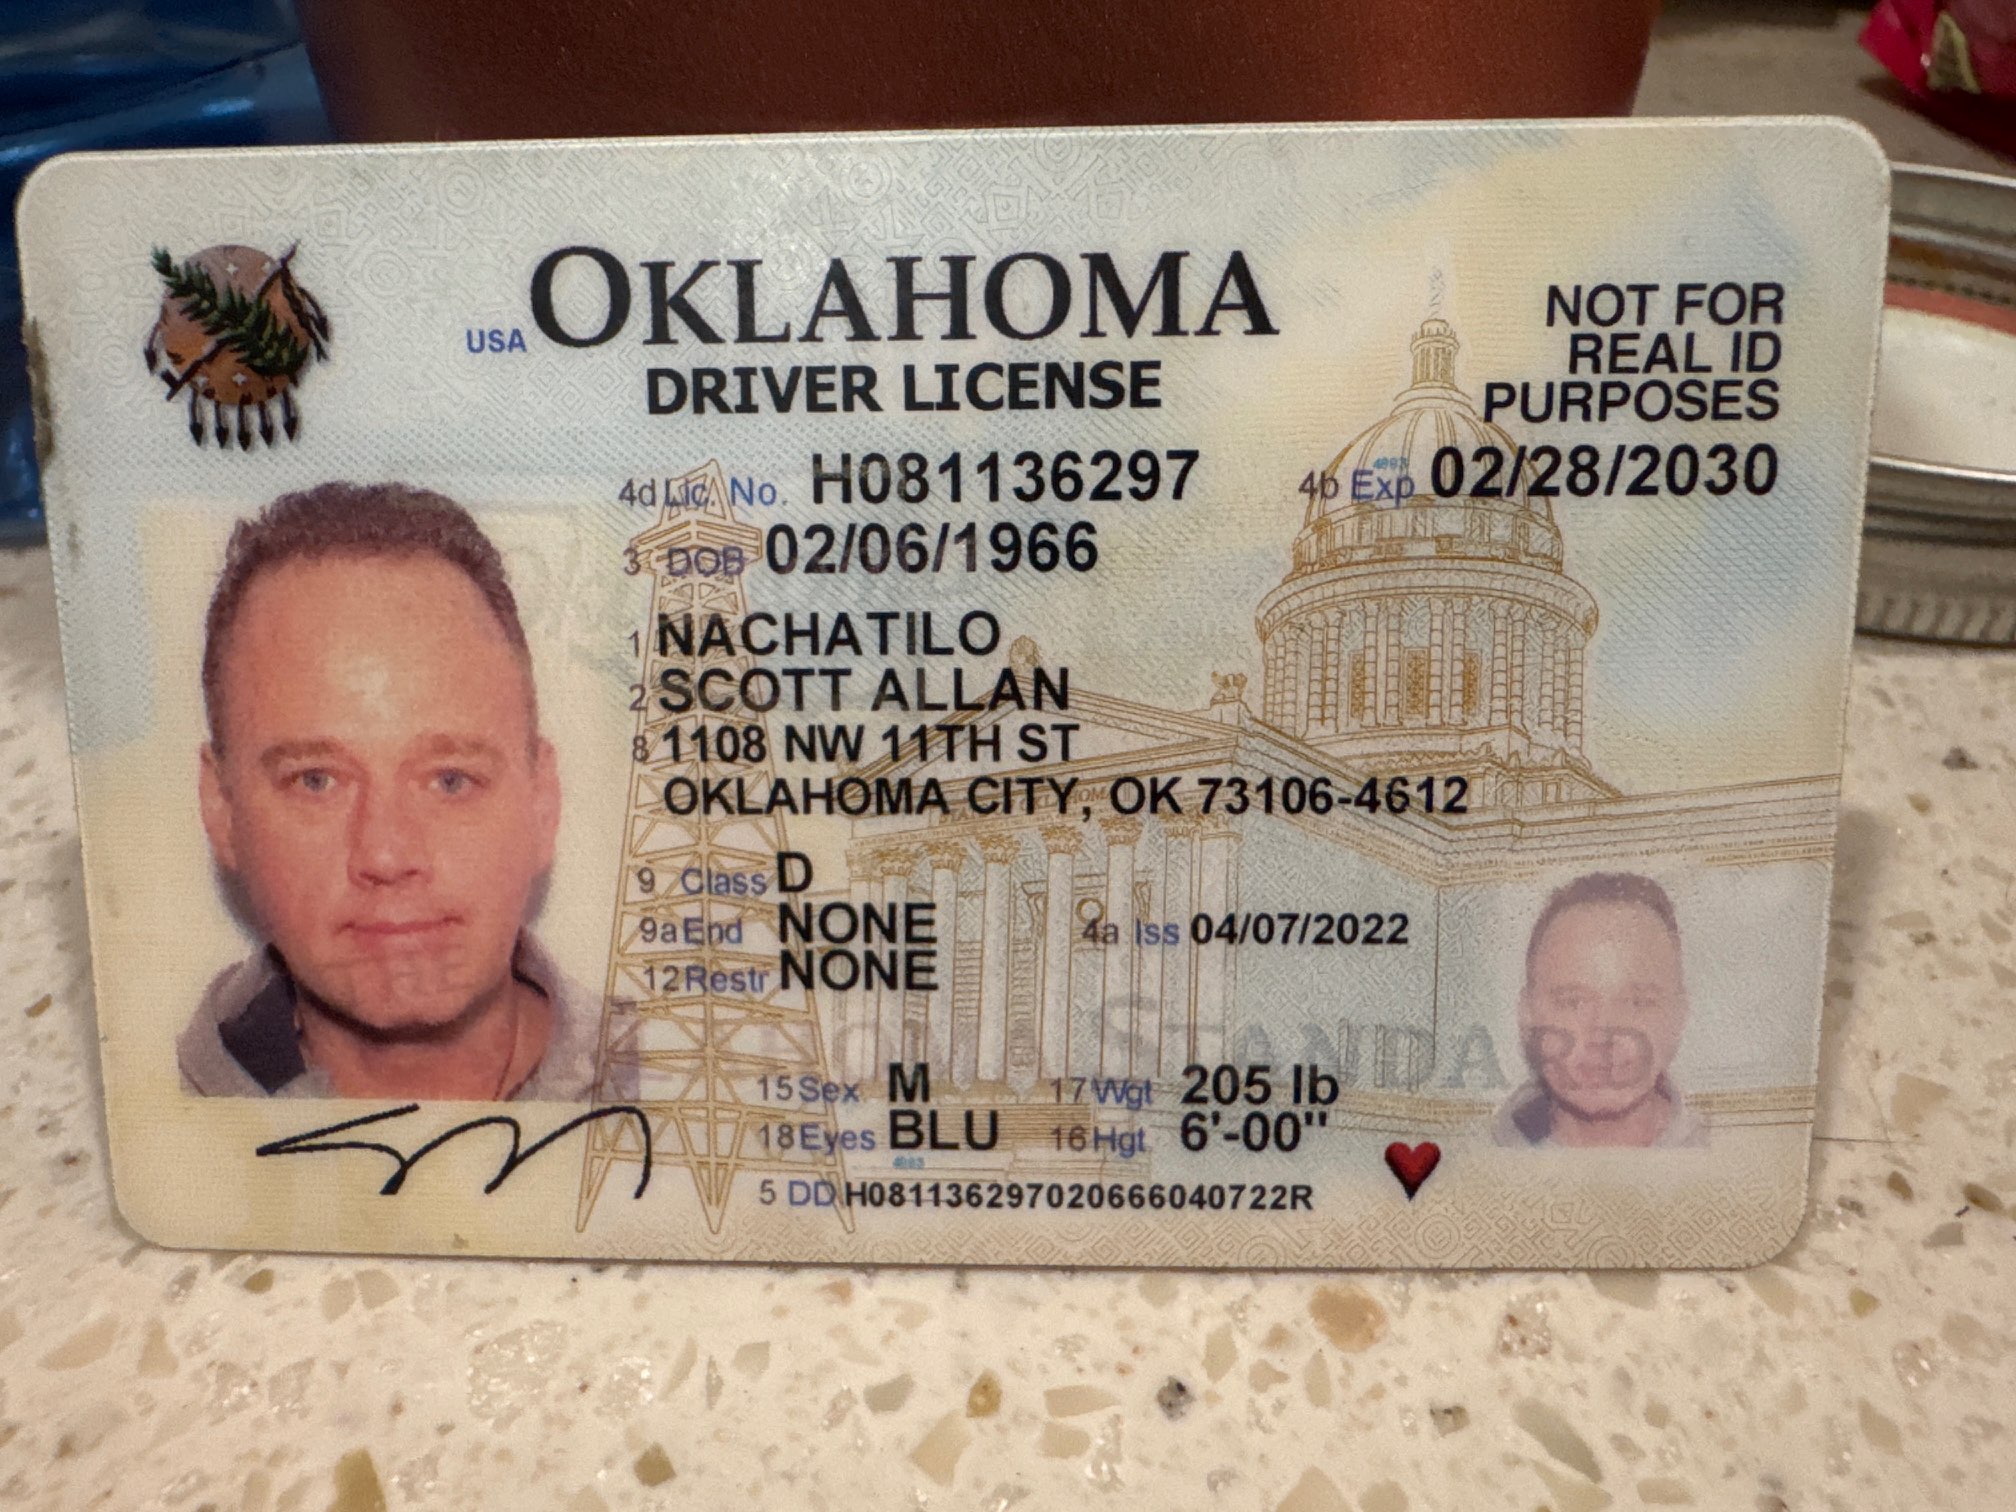 USA OKLAHOMA
DRIVER LICENSE
NOT FOR
REAL ID
PURPOSES
4d Lic. No. H081136297
4b Exp 02/28/2030
3 DOB 02/06/1966
1 NACHATILO
2 SCOTT ALLAN
8 1108 NW 11TH ST
OKLAHOMA CITY, OK 73106-4612
9 Class D
9a End NONE
4a Iss 04/07/2022
12 Restr NONE
STANDARD
15 Sex M
17 Wgt 205 lb
18 Eyes BLU
16 Hgt 6'-00"
5 DD H081136297020666040722R